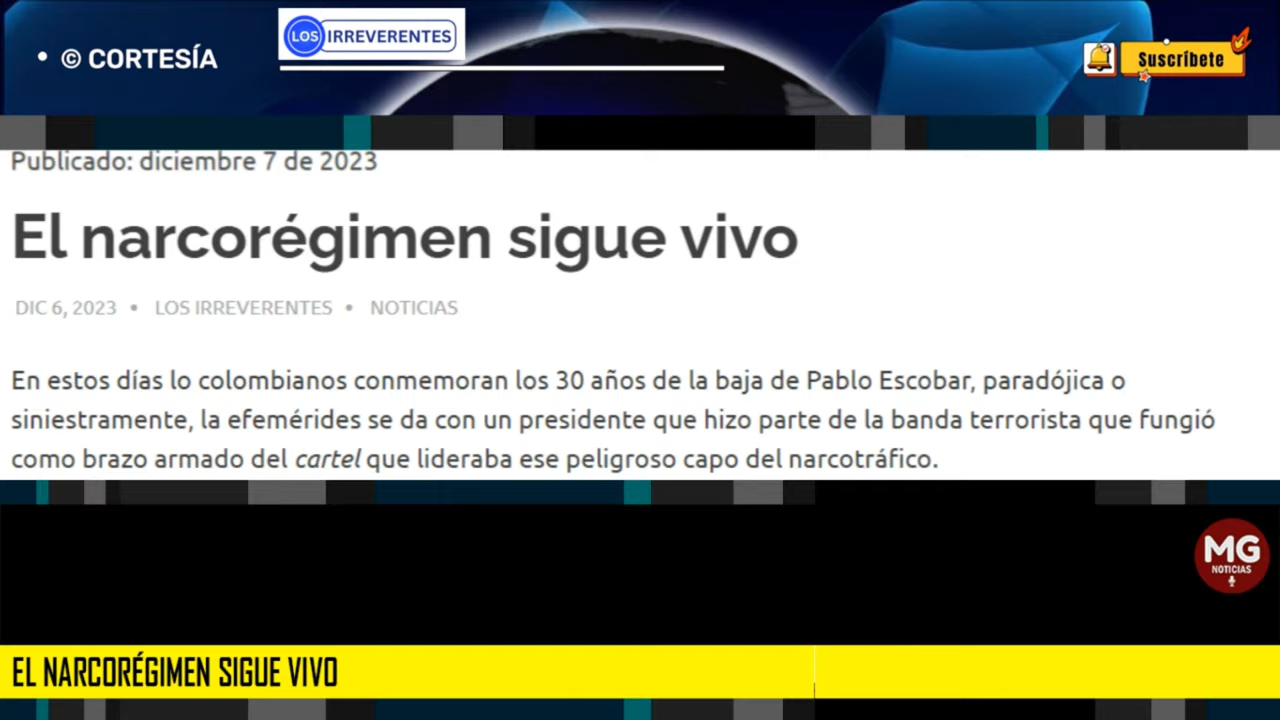 • © CORTESÍA
LOS IRREVERENTES
Suscríbete
Publicado: diciembre 7 de 2023
El narcorégimen sigue vivo
DIC 6, 2023 • LOS IRREVERENTES • NOTICIAS
En estos días lo colombianos conmemoran los 30 años de la baja de Pablo Escobar, paradójica o
siniestramente, la efemérides se da con un presidente que hizo parte de la banda terrorista que fungió
como brazo armado del cartel que lideraba ese peligroso capo del narcotráfico.
MG
NOTICIAS
EL NARCORÉGIMEN SIGUE VIVO